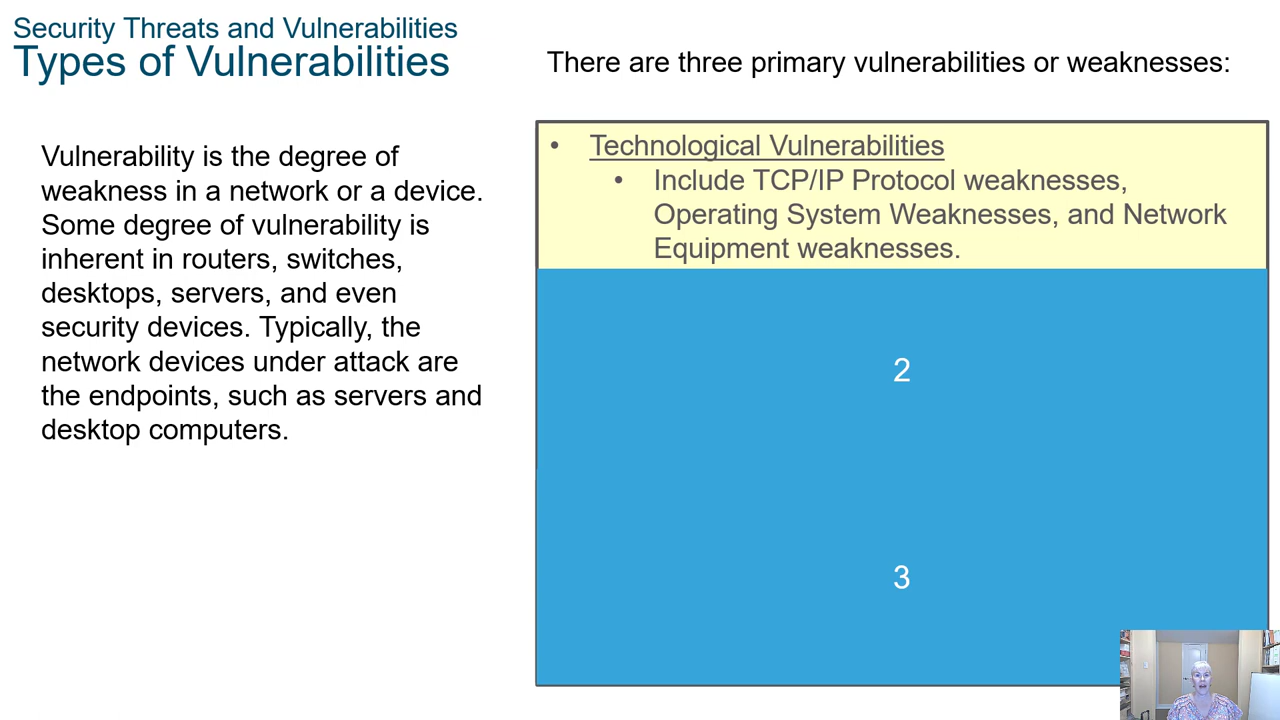 Security Threats and Vulnerabilities
Types of Vulnerabilities
Vulnerability is the degree of
weakness in a network or a device.
Some degree of vulnerability is
inherent in routers, switches,
desktops, servers, and even
security devices. Typically, the
network devices under attack are
the endpoints, such as servers and
desktop computers.
There are three primary vulnerabilities or weaknesses:
• Technological Vulnerabilities
• Include TCP/IP Protocol weaknesses,
Operating System Weaknesses, and Network
Equipment weaknesses.
2
3